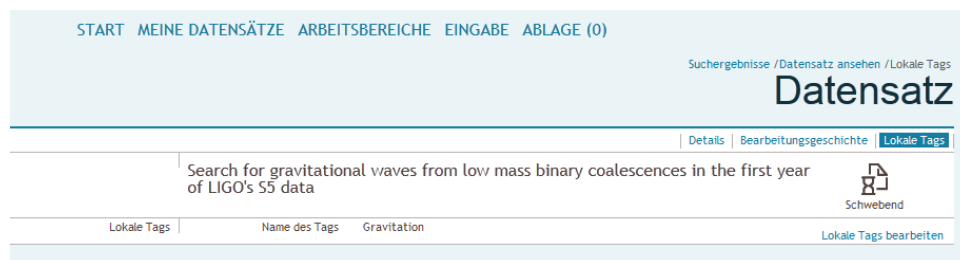 START MEINE DATENSÄTZE ARBEITSBEREICHE EINGABE ABLAGE (0)
Suchergebnisse /Datensatz ansehen /Lokale Tags
Datensatz
Details | Bearbeitungsgeschichte | Lokale Tags
Search for gravitational waves from low mass binary coalescences in the first year
of LIGO's S5 data
Schwebend
Lokale Tags Name des Tags Gravitation
Lokale Tags bearbeiten